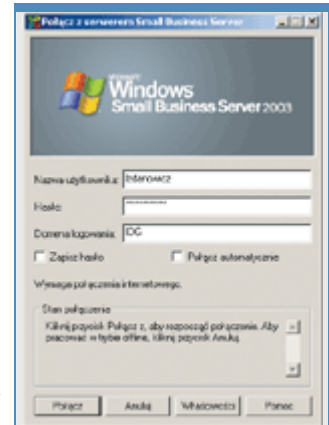 Połącz z serwerem Small Business Server
Microsoft
Windows
Small Business Server 2003
Nazwa użytkownika:
Hasło:
Domena logowania: IDG
Zapisz hasło
Połącz automatycznie
Wymaga połączenia internetowego.
Stan połączenia
Kliknij przycisk Połącz z, aby rozpocząć połączenie. Aby
pracować w trybie offline, kliknij przycisk Anuluj.
Połącz
Anuluj
Właściwości
Pomoc